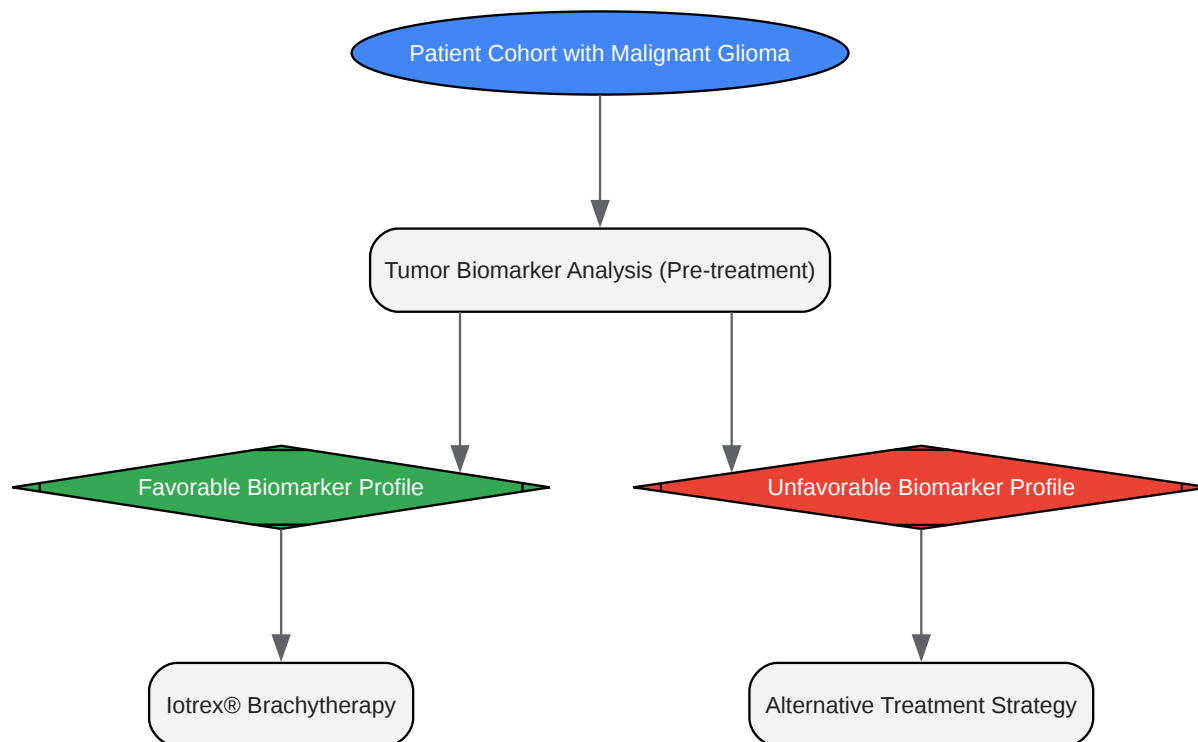 Patient Cohort with Malignant Glioma
Tumor Biomarker Analysis (Pre-treatment)
Favorable Biomarker Profile
Unfavorable Biomarker Profile
Iotrex® Brachytherapy
Alternative Treatment Strategy